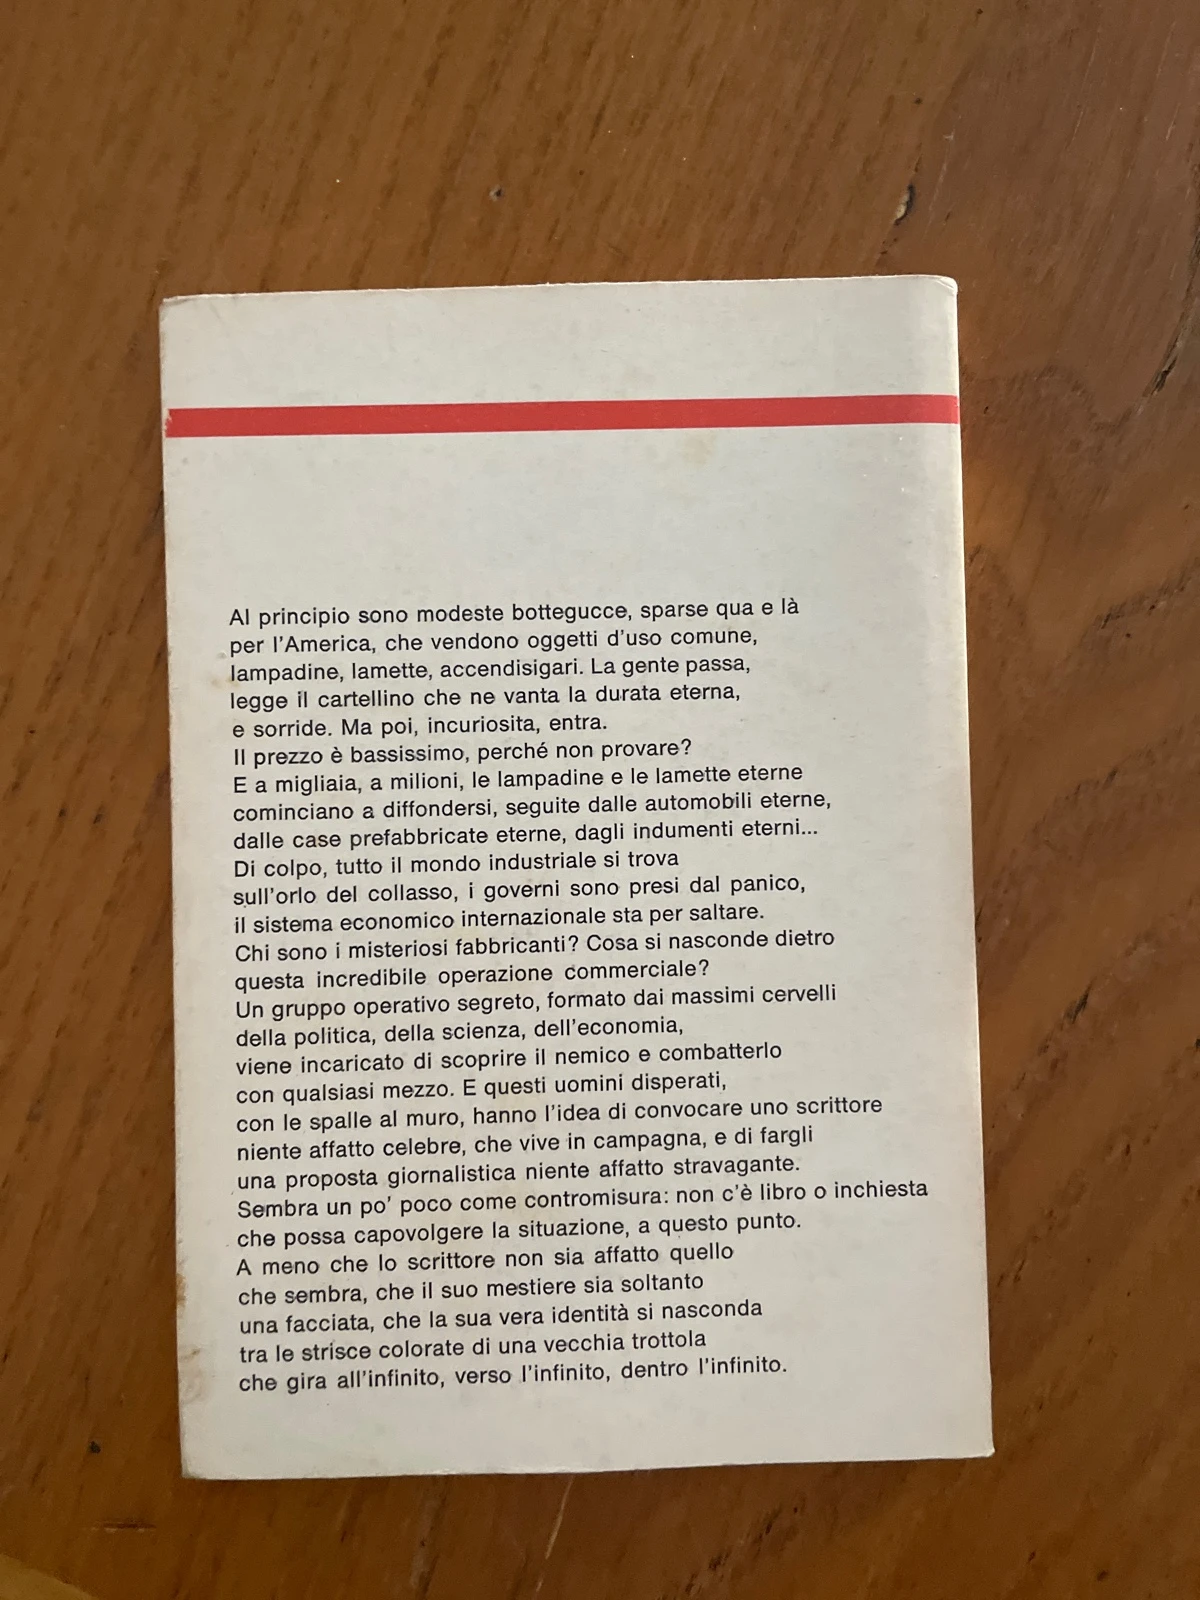 Al principio sono modeste bottegucce, sparse qua e là
per l'America, che vendono oggetti d'uso comune,
lampadine, lamette, accendisigari. La gente passa,
legge il cartellino che ne vanta la durata eterna,
e sorride. Ma poi, incuriosita, entra.
Il prezzo è bassissimo, perché non provare?
E a migliaia, a milioni, le lampadine e le lamette eterne
cominciano a diffondersi, seguite dalle automobili eterne,
dalle case prefabbricate eterne, dagli indumenti eterni...
Di colpo, tutto il mondo industriale si trova
sull'orlo del collasso, i governi sono presi dal panico,
il sistema economico internazionale sta per saltare.
Chi sono i misteriosi fabbricanti? Cosa si nasconde dietro
questa incredibile operazione commerciale?
Un gruppo operativo segreto, formato dai massimi cervelli
della politica, della scienza, dell'economia,
viene incaricato di scoprire il nemico e combatterlo
con qualsiasi mezzo. E questi uomini disperati,
con le spalle al muro, hanno l'idea di convocare uno scrittore
niente affatto celebre, che vive in campagna, e di fargli
una proposta giornalistica niente affatto stravagante.
Sembra un po' poco come contromisura: non c'è libro o inchiesta
che possa capovolgere la situazione, a questo punto.
A meno che lo scrittore non sia affatto quello
che sembra, che il suo mestiere sia soltanto
una facciata, che la sua vera identità si nasconda
tra le strisce colorate di una vecchia trottola
che gira all'infinito, verso l'infinito, dentro l'infinito.